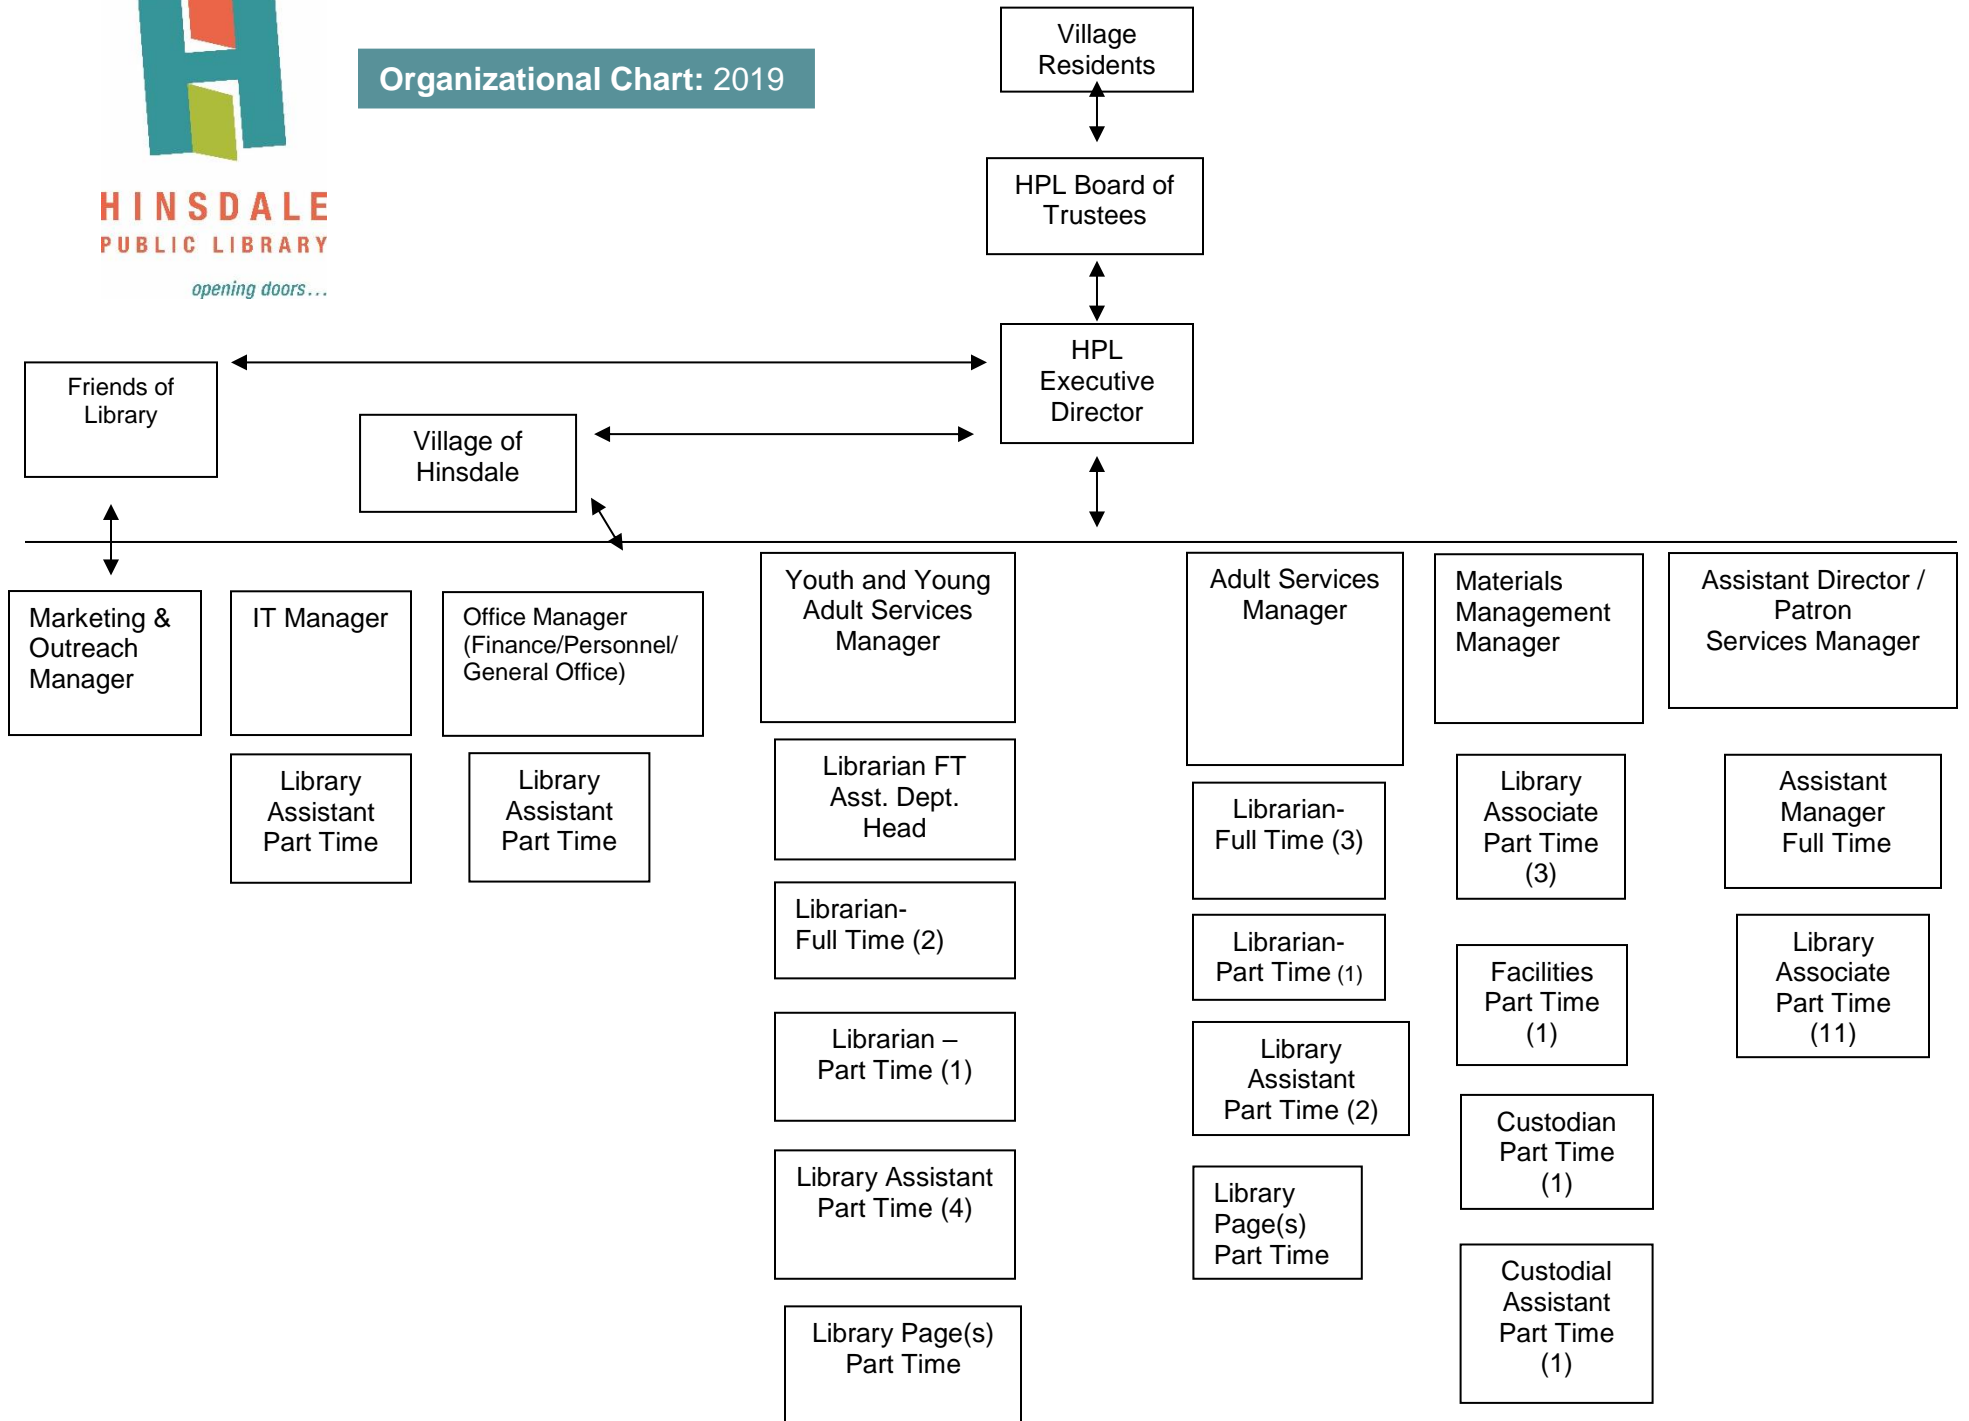 Organizational Chart: 2019
HINSDALE
PUBLIC LIBRARY
opening doors...
Village
Residents
HPL Board of
Trustees
HPL
Executive
Director
Friends of
Library
Village of
Hinsdale
Marketing &
Outreach
Manager
IT Manager
Library
Assistant
Part Time
Office Manager
(Finance/Personnel/
General Office)
Library
Assistant
Part Time
Youth and Young
Adult Services
Manager
Librarian FT
Asst. Dept.
Head
Librarian-
Full Time (2)
Librarian –
Part Time (1)
Library Assistant
Part Time (4)
Library Page(s)
Part Time
Adult Services
Manager
Librarian-
Full Time (3)
Librarian-
Part Time (1)
Library
Assistant
Part Time (2)
Library
Page(s)
Part Time
Materials
Management
Manager
Library
Associate
Part Time
(3)
Facilities
Part Time
(1)
Custodian
Part Time
(1)
Custodial
Assistant
Part Time
(1)
Assistant Director /
Patron
Services Manager
Assistant
Manager
Full Time
Library
Associate
Part Time
(11)